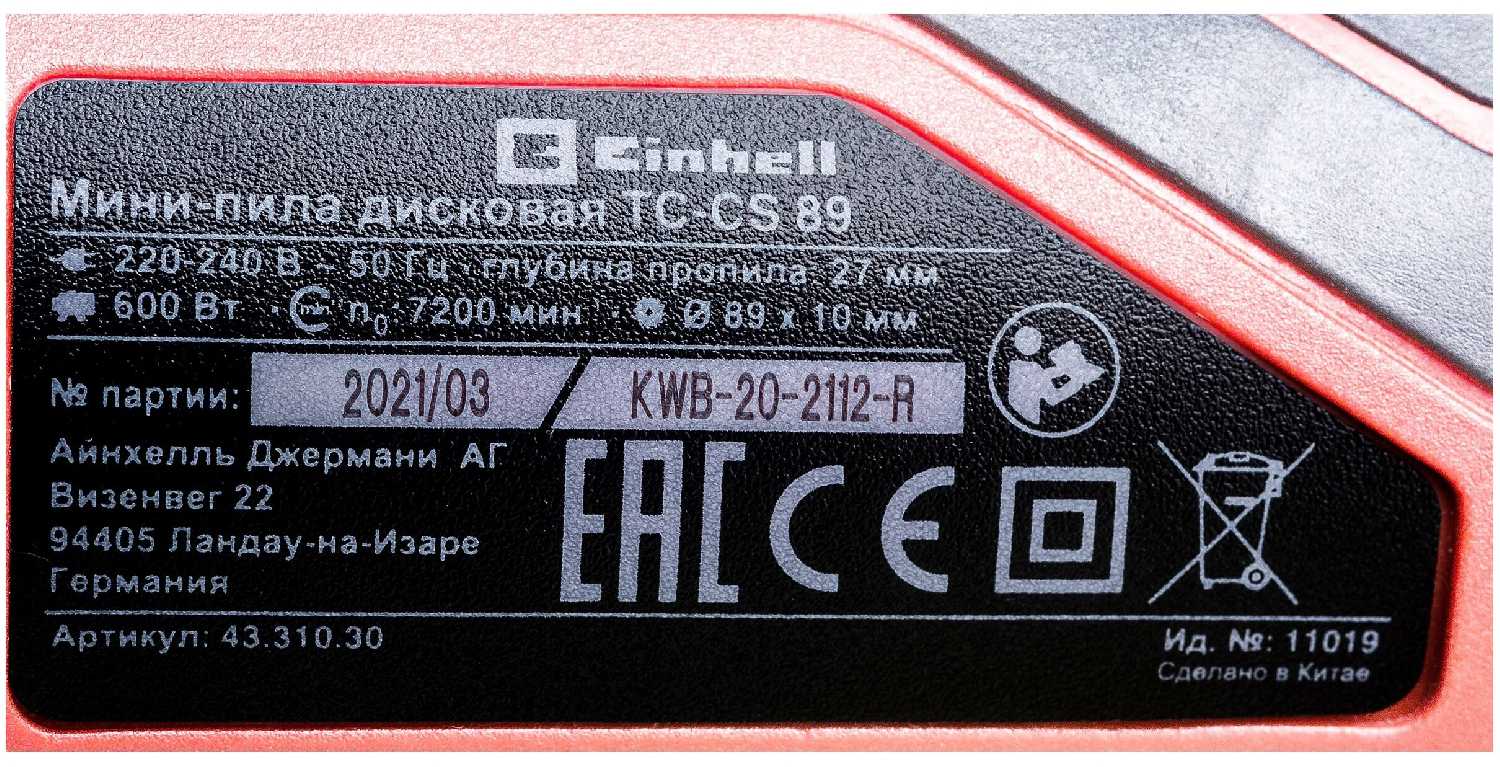 Einhell
Мини-пила дисковая TC-CS 89
220-240 В ~ 50 Гц · глубина пропила 27 мм
600 Вт · min n0: 7200 мин · Ø 89 x 10 мм
№ партии: 2021/03 / KWB-20-2112-R
Айнхелль Джермани АГ
Визенвег 22
94405 Ландау-на-Изаре
Германия
EAC CE
Артикул: 43.310.30
Ид. №: 11019
Сделано в Китае